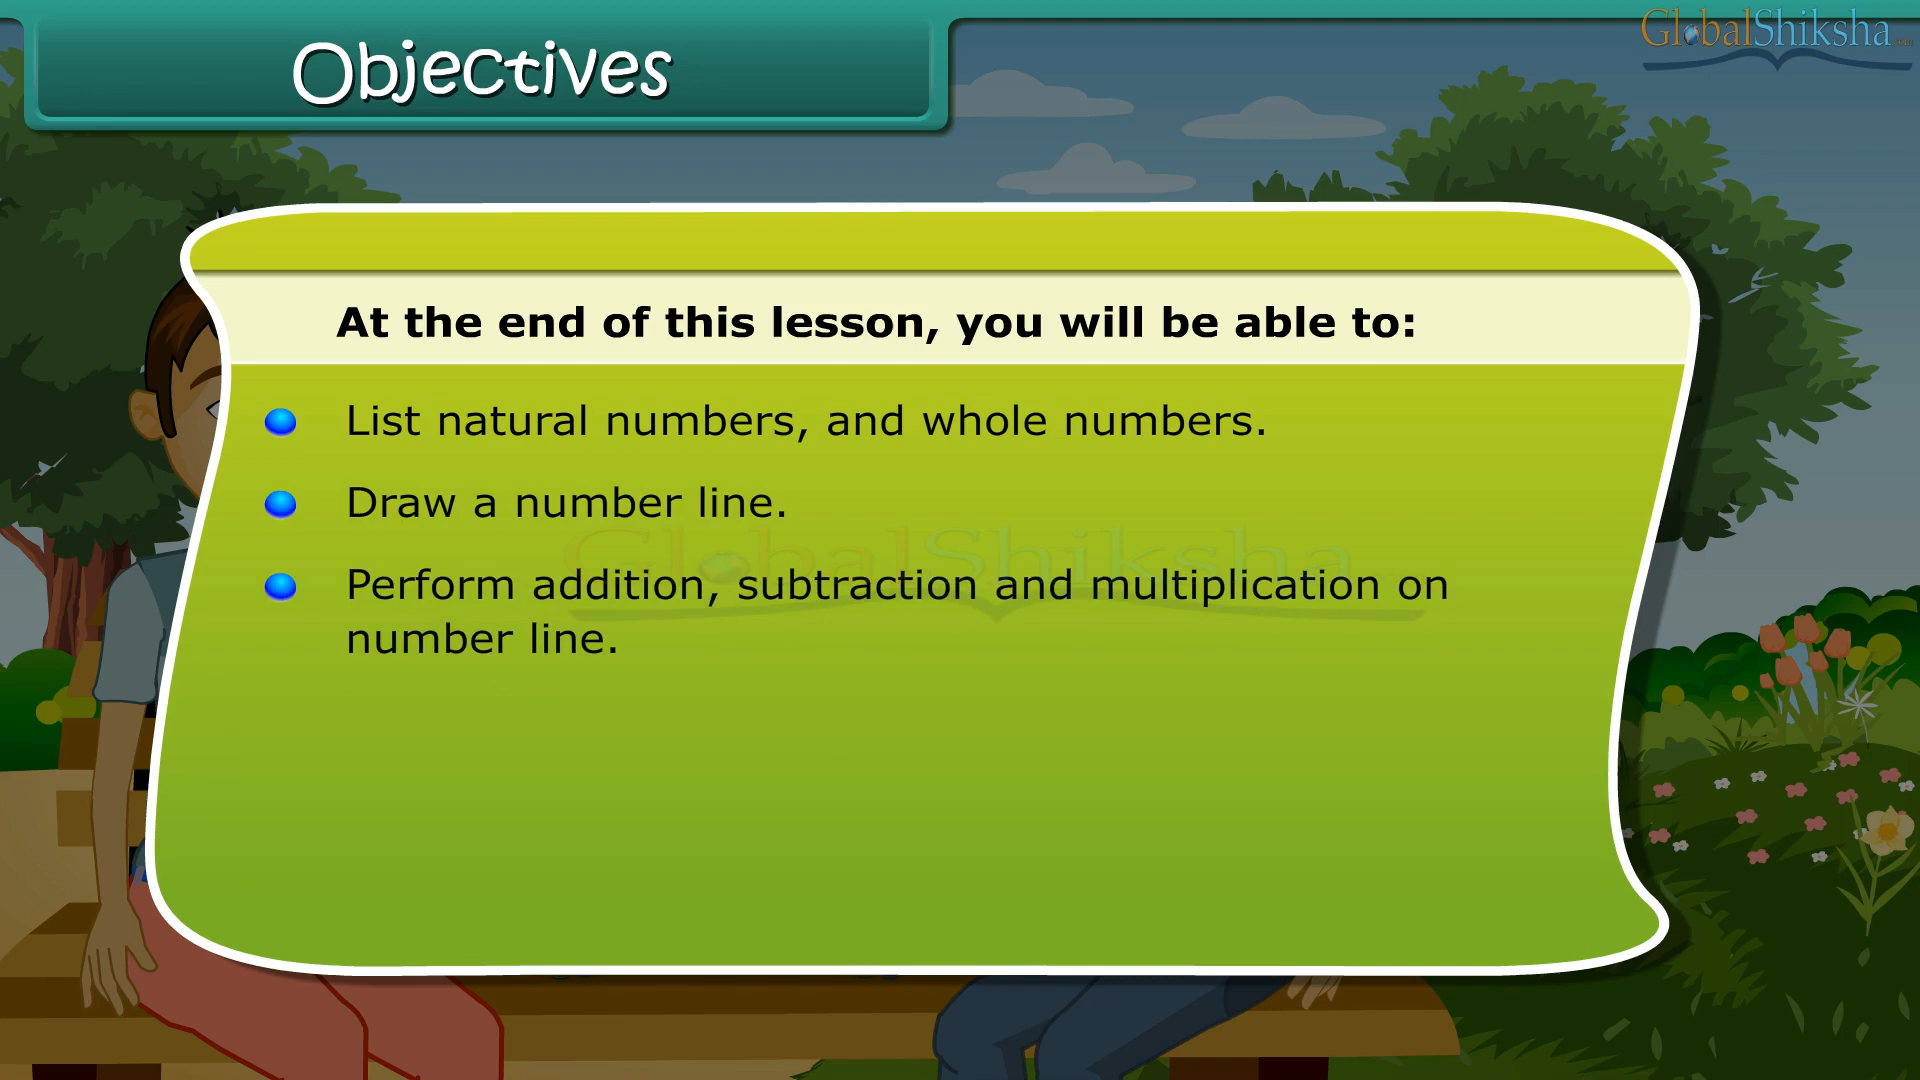 Objectives
GlobalShiksha
At the end of this lesson, you will be able to:
List natural numbers, and whole numbers.
Draw a number line.
GlobalShiksha
Perform addition, subtraction and multiplication on
number line.